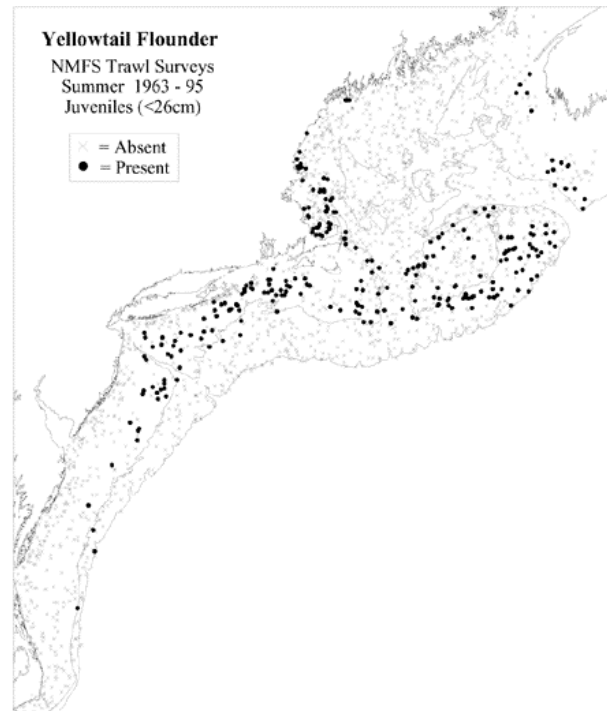 Yellowtail Flounder
NMFS Trawl Surveys
Summer 1963 - 95
Juveniles (<26cm)
× = Absent
● = Present